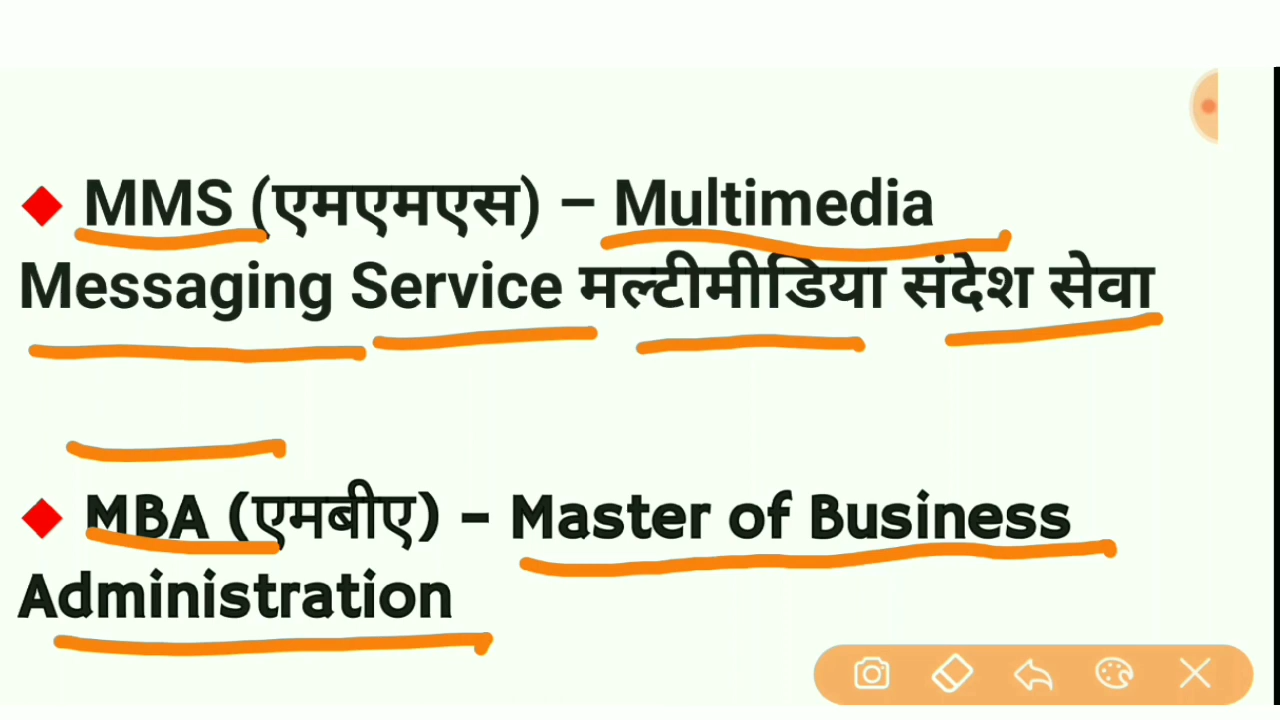 MMS (एमएमएस) – Multimedia
Messaging Service मल्टीमीडिया संदेश सेवा
MBA (एमबीए) – Master of Business
Administration